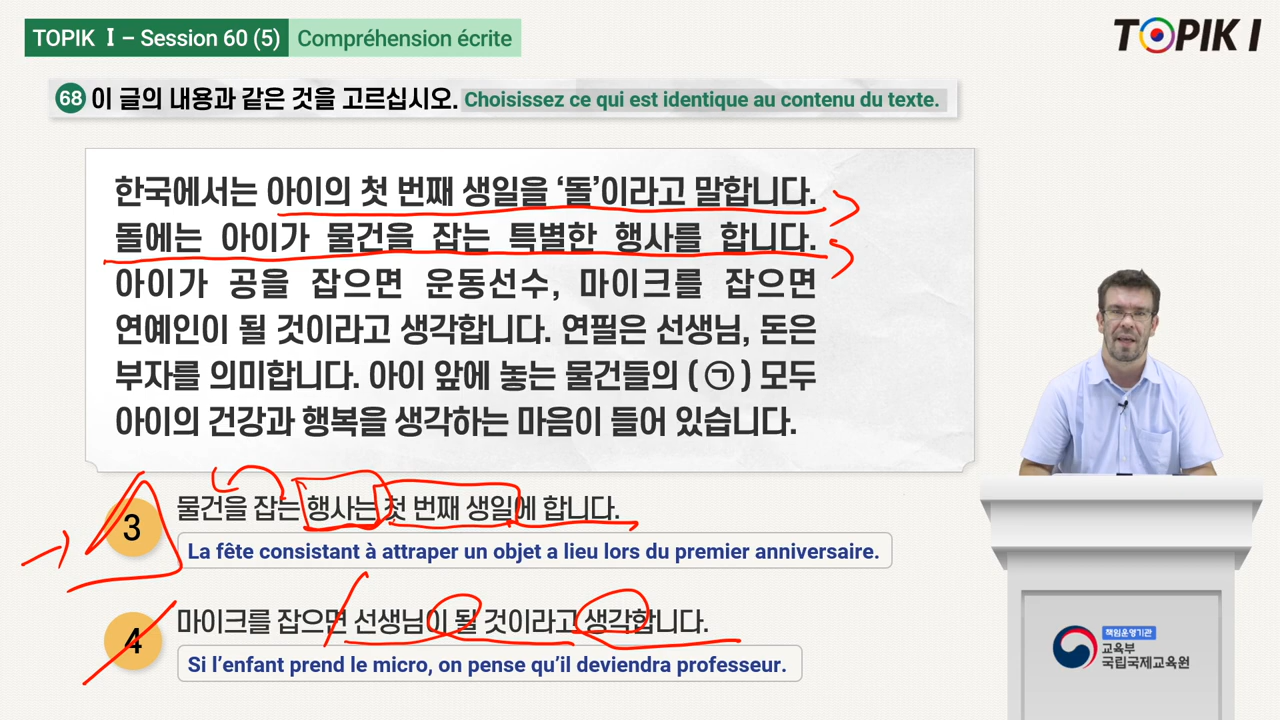 TOPIK I – Session 60 (5) Compréhension écrite
TOPIK I
68 이 글의 내용과 같은 것을 고르십시오. Choisissez ce qui est identique au contenu du texte.
한국에서는 아이의 첫 번째 생일을 ‘돌’이라고 말합니다.
돌에는 아이가 물건을 잡는 특별한 행사를 합니다.
아이가 공을 잡으면 운동선수, 마이크를 잡으면
연예인이 될 것이라고 생각합니다. 연필은 선생님, 돈은
부자를 의미합니다. 아이 앞에 놓는 물건들의 ( ㉠ ) 모두
아이의 건강과 행복을 생각하는 마음이 들어 있습니다.
3 물건을 잡는 행사는 첫 번째 생일에 합니다.
La fête consistant à attraper un objet a lieu lors du premier anniversaire.
4 마이크를 잡으면 선생님이 될 것이라고 생각합니다.
Si l’enfant prend le micro, on pense qu’il deviendra professeur.
책임운영기관
교육부
국립국제교육원